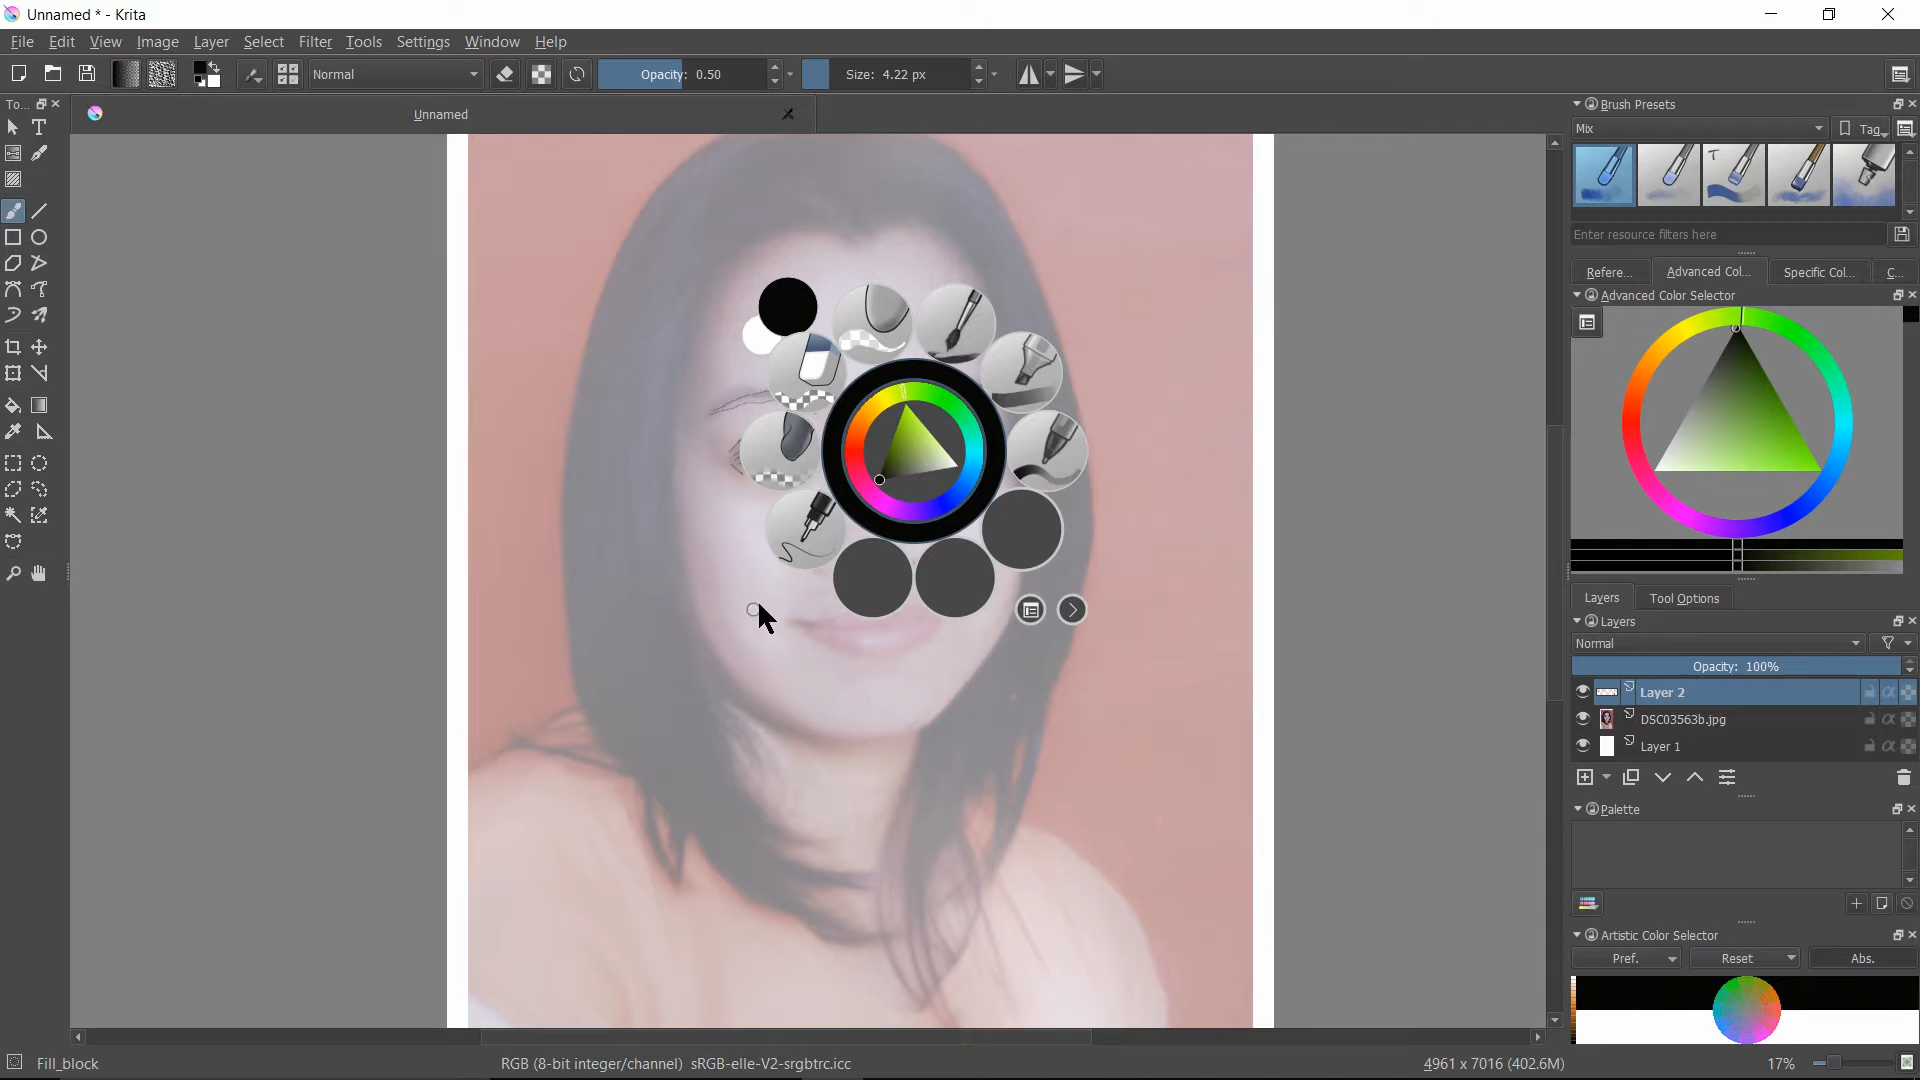 Unnamed * - Krita
File Edit View Image Layer Select Filter Tools Settings Window Help
Normal Opacity: 0.50 Size: 4.22 px
To...
Unnamed
Brush Presets
Mix Tag
T
Enter resource filters here
Refere... Advanced Col... Specific Col... C...
Advanced Color Selector
Layers Tool Options
Layers
Normal
Opacity: 100%
Layer 2
DSC03563b.jpg
Layer 1
Palette
Artistic Color Selector
Pref. Reset Abs.
Fill_block RGB (8-bit integer/channel) sRGB-elle-V2-srgbtrc.icc 4961 x 7016 (402.6M) 17%